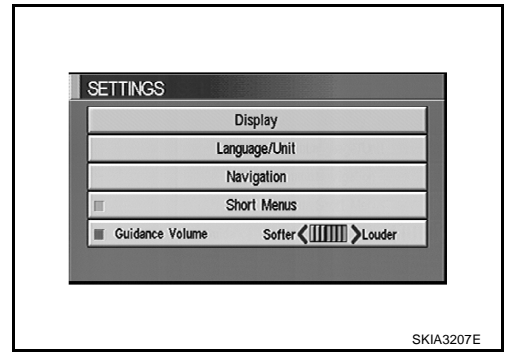 SETTINGS
Display
Language/Unit
Navigation
Short Menus
Guidance Volume Softer Louder
SKIA3207E